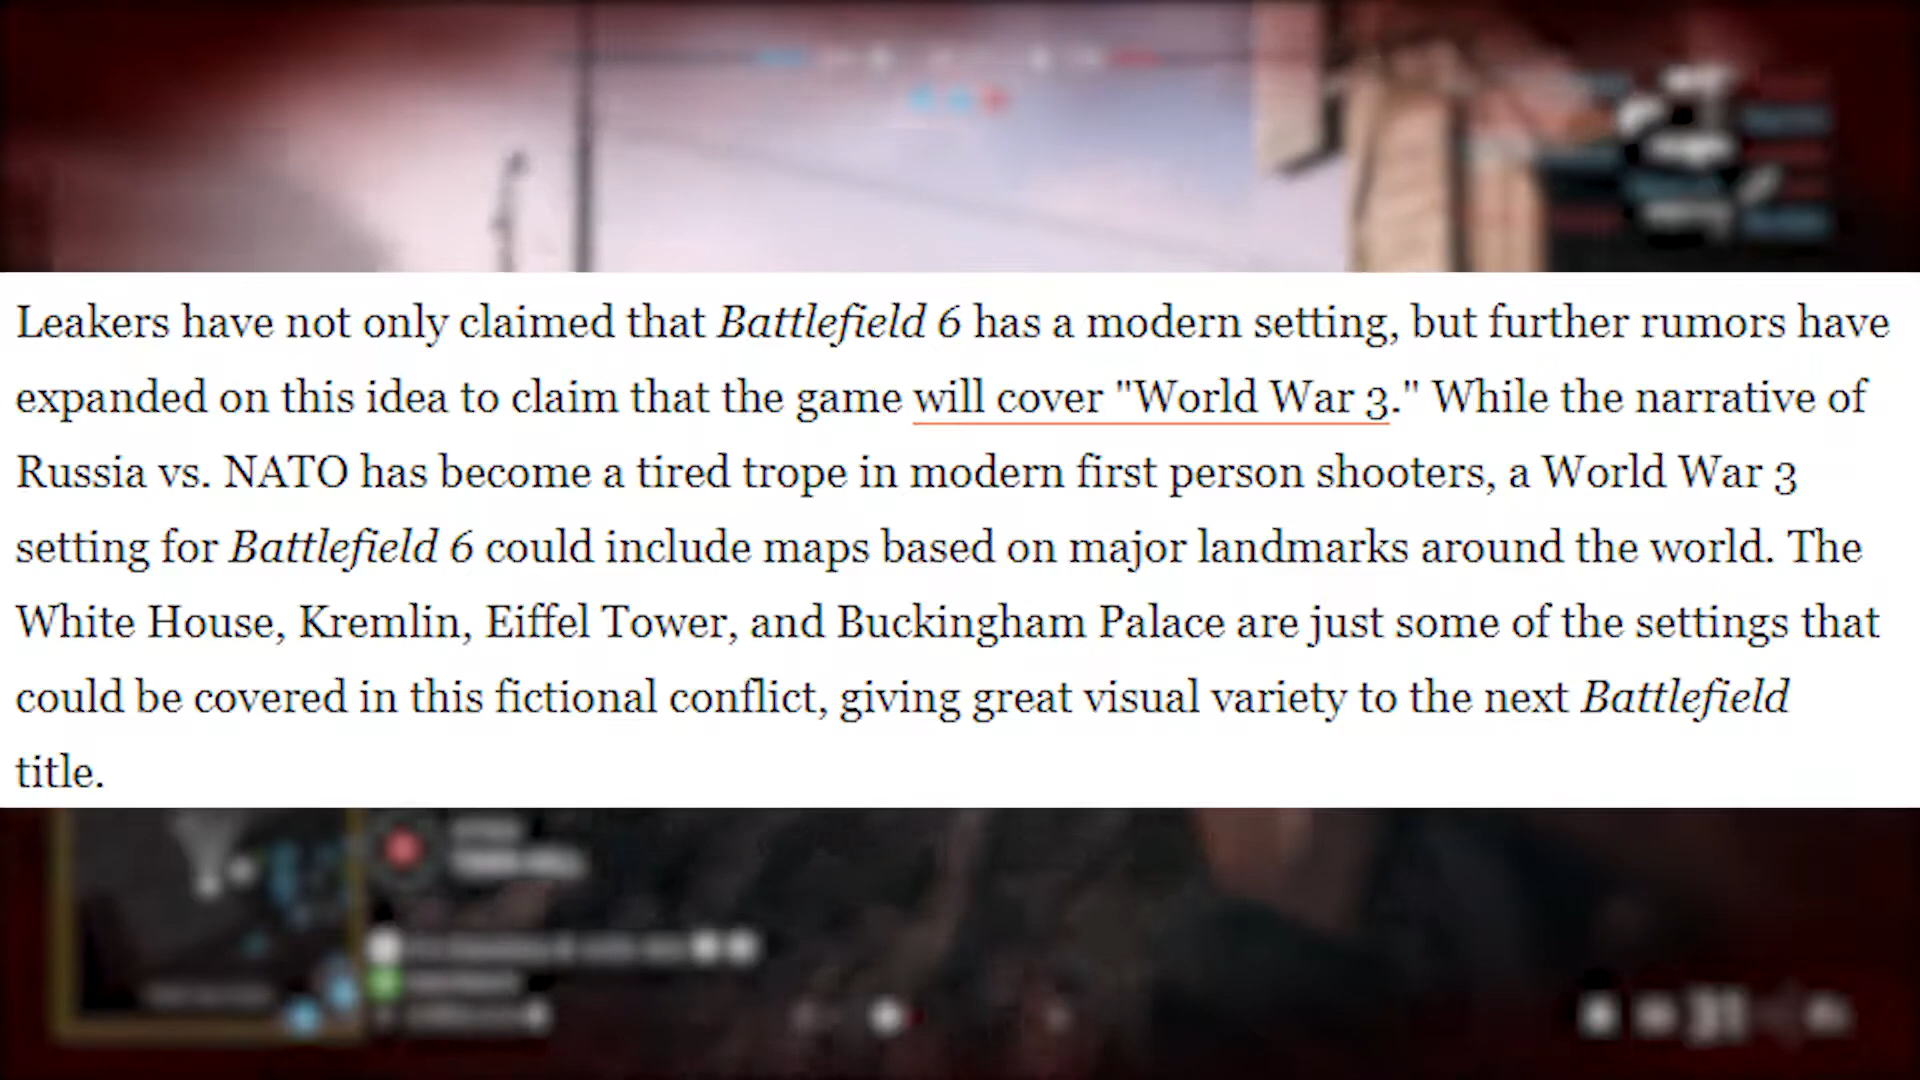 Leakers have not only claimed that Battlefield 6 has a modern setting, but further rumors have
expanded on this idea to claim that the game will cover "World War 3." While the narrative of
Russia vs. NATO has become a tired trope in modern first person shooters, a World War 3
setting for Battlefield 6 could include maps based on major landmarks around the world. The
White House, Kremlin, Eiffel Tower, and Buckingham Palace are just some of the settings that
could be covered in this fictional conflict, giving great visual variety to the next Battlefield
title.